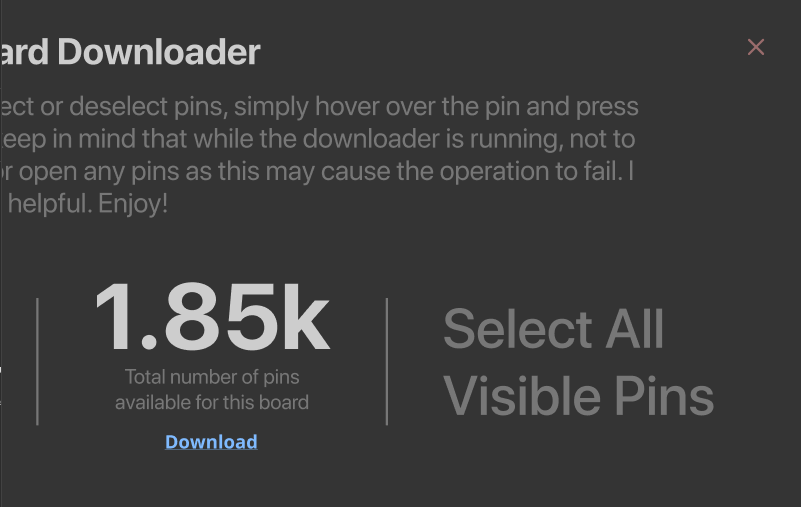 ard Downloader
ect or deselect pins, simply hover over the pin and press
eep in mind that while the downloader is running, not to
r open any pins as this may cause the operation to fail. I
helpful. Enjoy!
1.85k
Total number of pins
available for this board
Download
Select All
Visible Pins